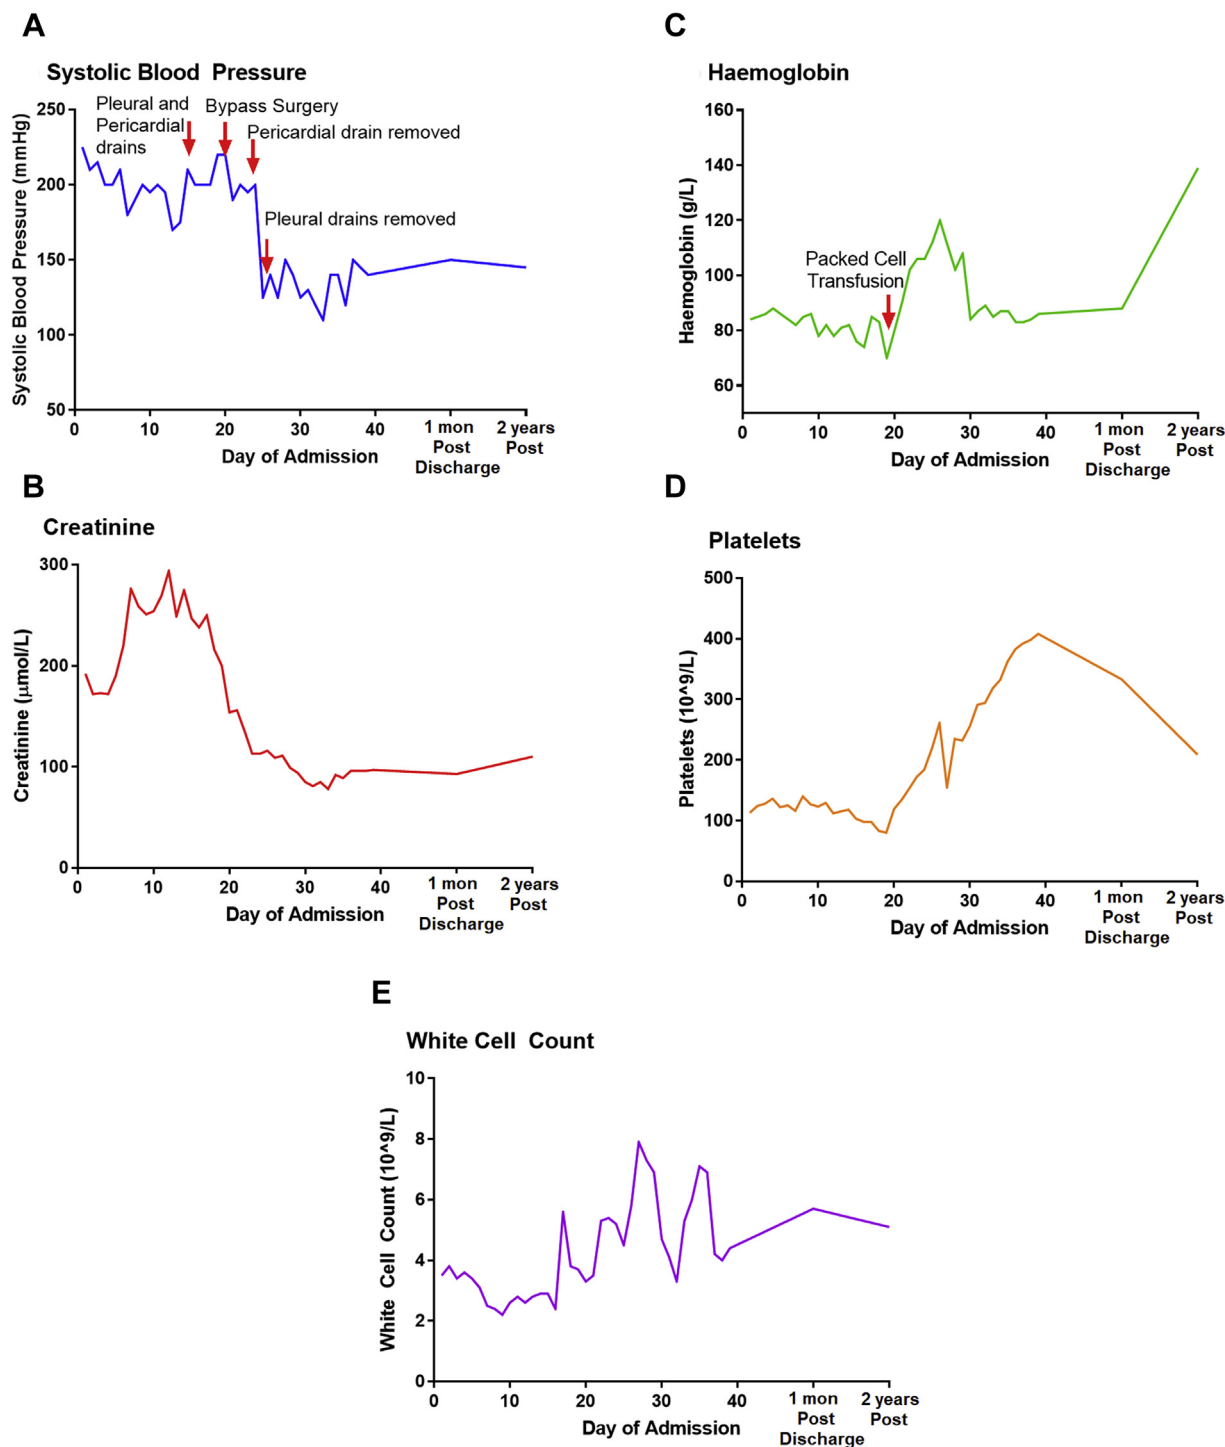 A
Systolic Blood Pressure
Systolic Blood Pressure (mmHg)
250
200
150
100
50
Pleural and
Pericardial
drains
Bypass Surgery
Pericardial drain removed
Pleural drains removed
0
10
20
30
40
1 mon
Post
Discharge
2 years
Post
Day of Admission
C
Haemoglobin
Haemoglobin (g/L)
160
140
120
100
80
60
Packed Cell
Transfusion
0
10
20
30
40
1 mon
Post
Discharge
2 years
Post
Day of Admission
B
Creatinine
Creatinine (μmol/L)
300
200
100
0
0
10
20
30
40
1 mon
Post
Discharge
2 years
Post
Day of Admission
D
Platelets
Platelets (10^9/L)
500
400
300
200
100
0
0
10
20
30
40
1 mon
Post
Discharge
2 years
Post
Day of Admission
E
White Cell Count
White Cell Count (10^9/L)
10
8
6
4
2
0
0
10
20
30
40
1 mon
Post
Discharge
2 years
Post
Day of Admission